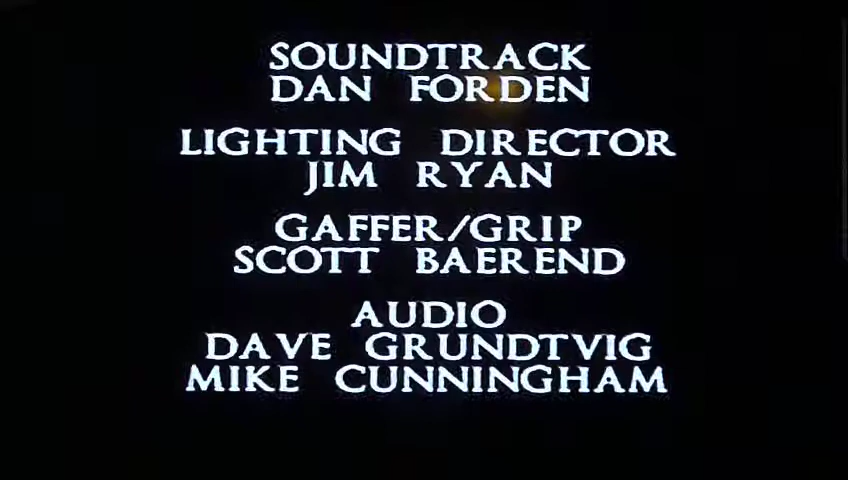 SOUNDTRACK
DAN FORDEN
LIGHTING DIRECTOR
JIM RYAN
GAFFER/GRIP
SCOTT BAEREND
AUDIO
DAVE GRUNDTVIG
MIKE CUNNINGHAM